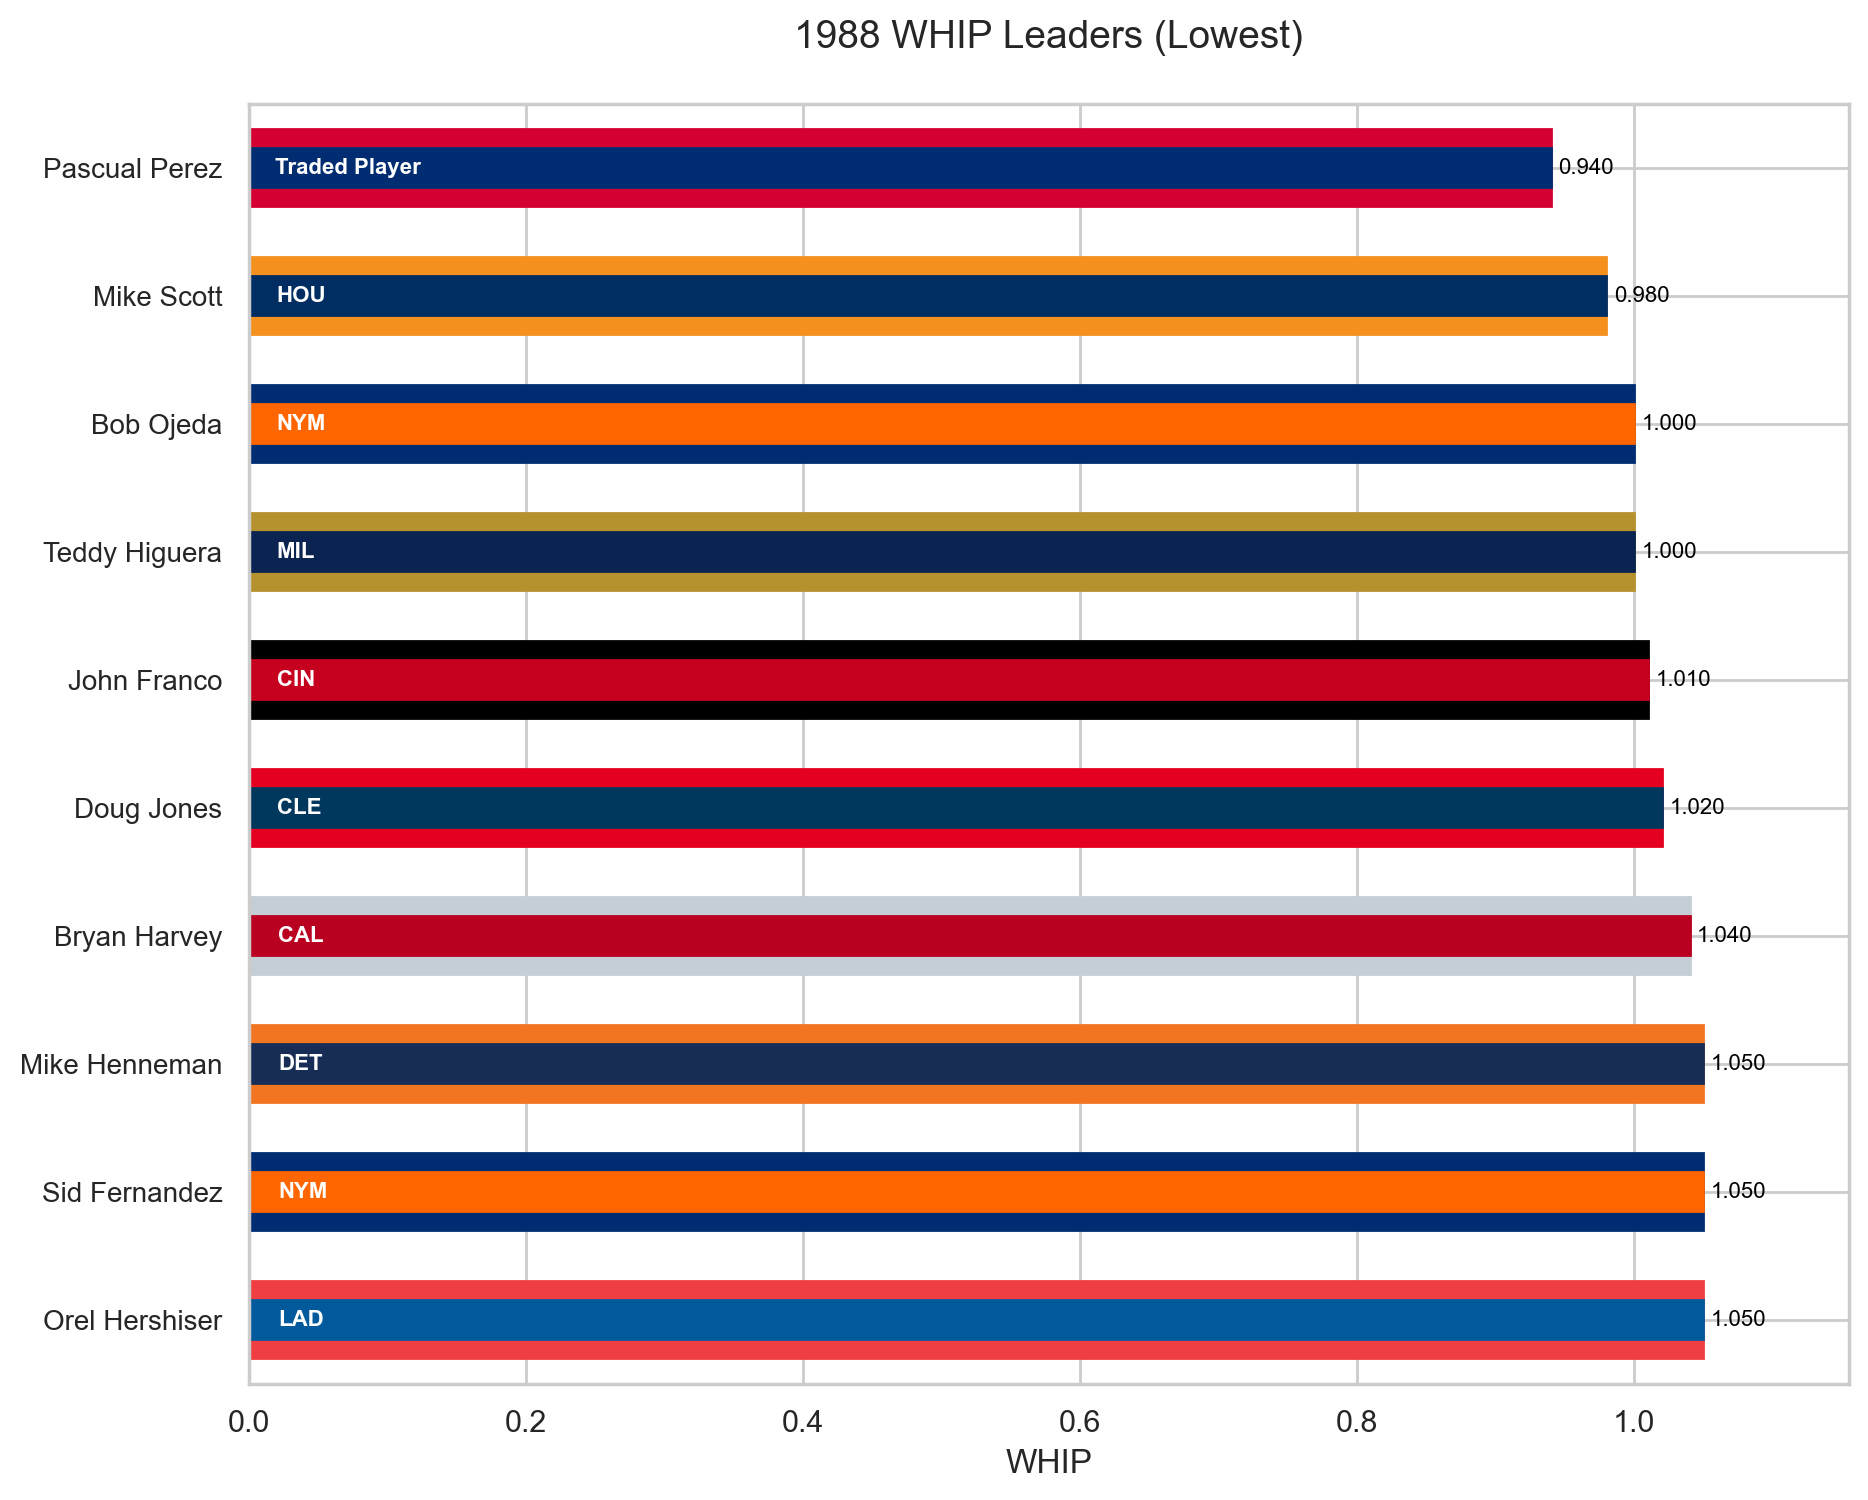 1988 WHIP Leaders (Lowest)
Pascual Perez Traded Player 0.940
Mike Scott HOU 0.980
Bob Ojeda NYM 1.000
Teddy Higuera MIL 1.000
John Franco CIN 1.010
Doug Jones CLE 1.020
Bryan Harvey CAL 1.040
Mike Henneman DET 1.050
Sid Fernandez NYM 1.050
Orel Hershiser LAD 1.050
0.0 0.2 0.4 0.6 0.8 1.0
WHIP